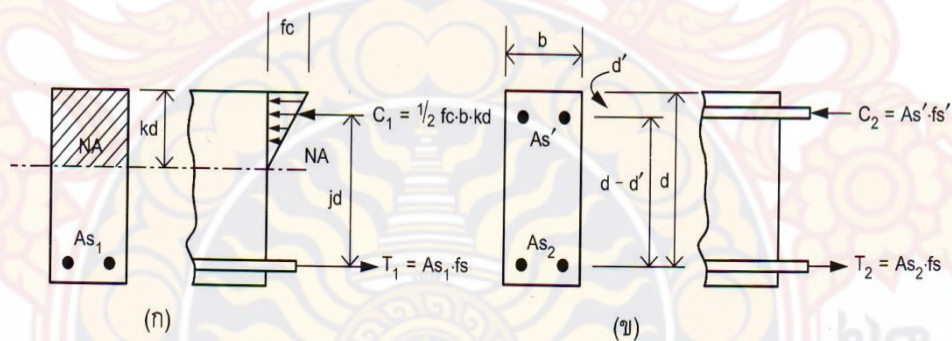 fc
kd
NA
C₁ = 1/2 fc·b·kd
NA
jd
As₁
T₁ = As₁·fs
(ก)
b
d'
As'
C₂ = As'·fs'
d - d'
d
As₂
T₂ = As₂·fs
(ข)